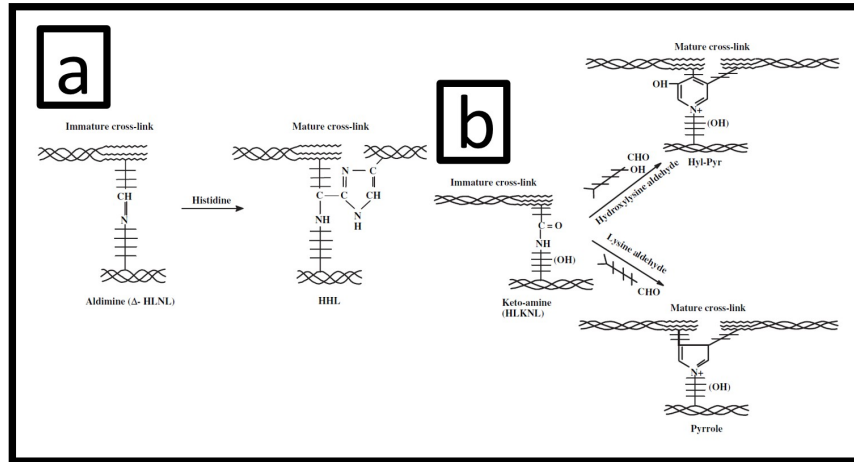 a
Immature cross-link
CH
N
Aldimine (Δ- HLNL)
Histidine
Mature cross-link
N
C
C
C
CH
NH
N
H
HHL
b
Immature cross-link
C = O
NH
(OH)
Keto-amine
(HLKNL)
CHO
OH
Hydroxylysine aldehyde
Lysine aldehyde
CHO
Mature cross-link
OH
N+
(OH)
Hyl-Pyr
Mature cross-link
N+
(OH)
Pyrrole